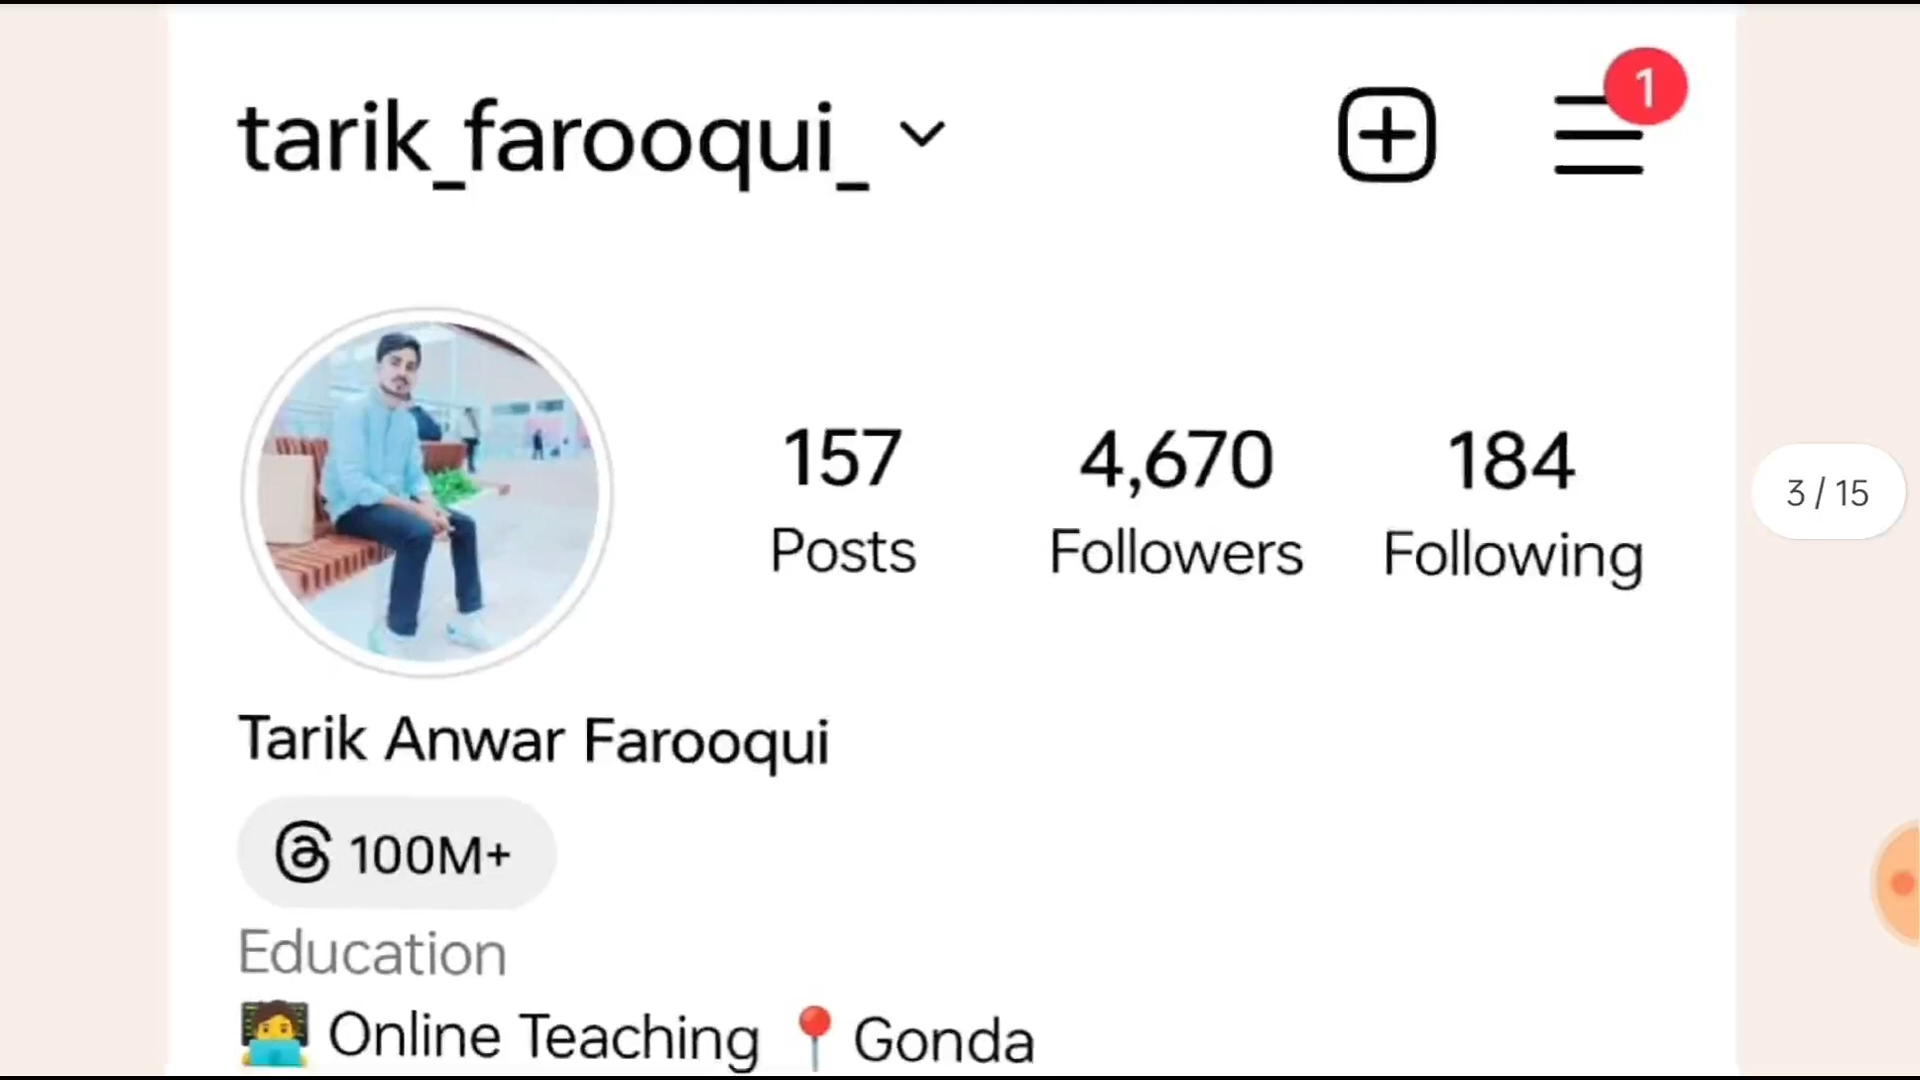 tarik_farooqui_
1
157 4,670 184
Posts Followers Following
3 / 15
Tarik Anwar Farooqui
100M+
Education
🧑‍💻 Online Teaching 📍 Gonda